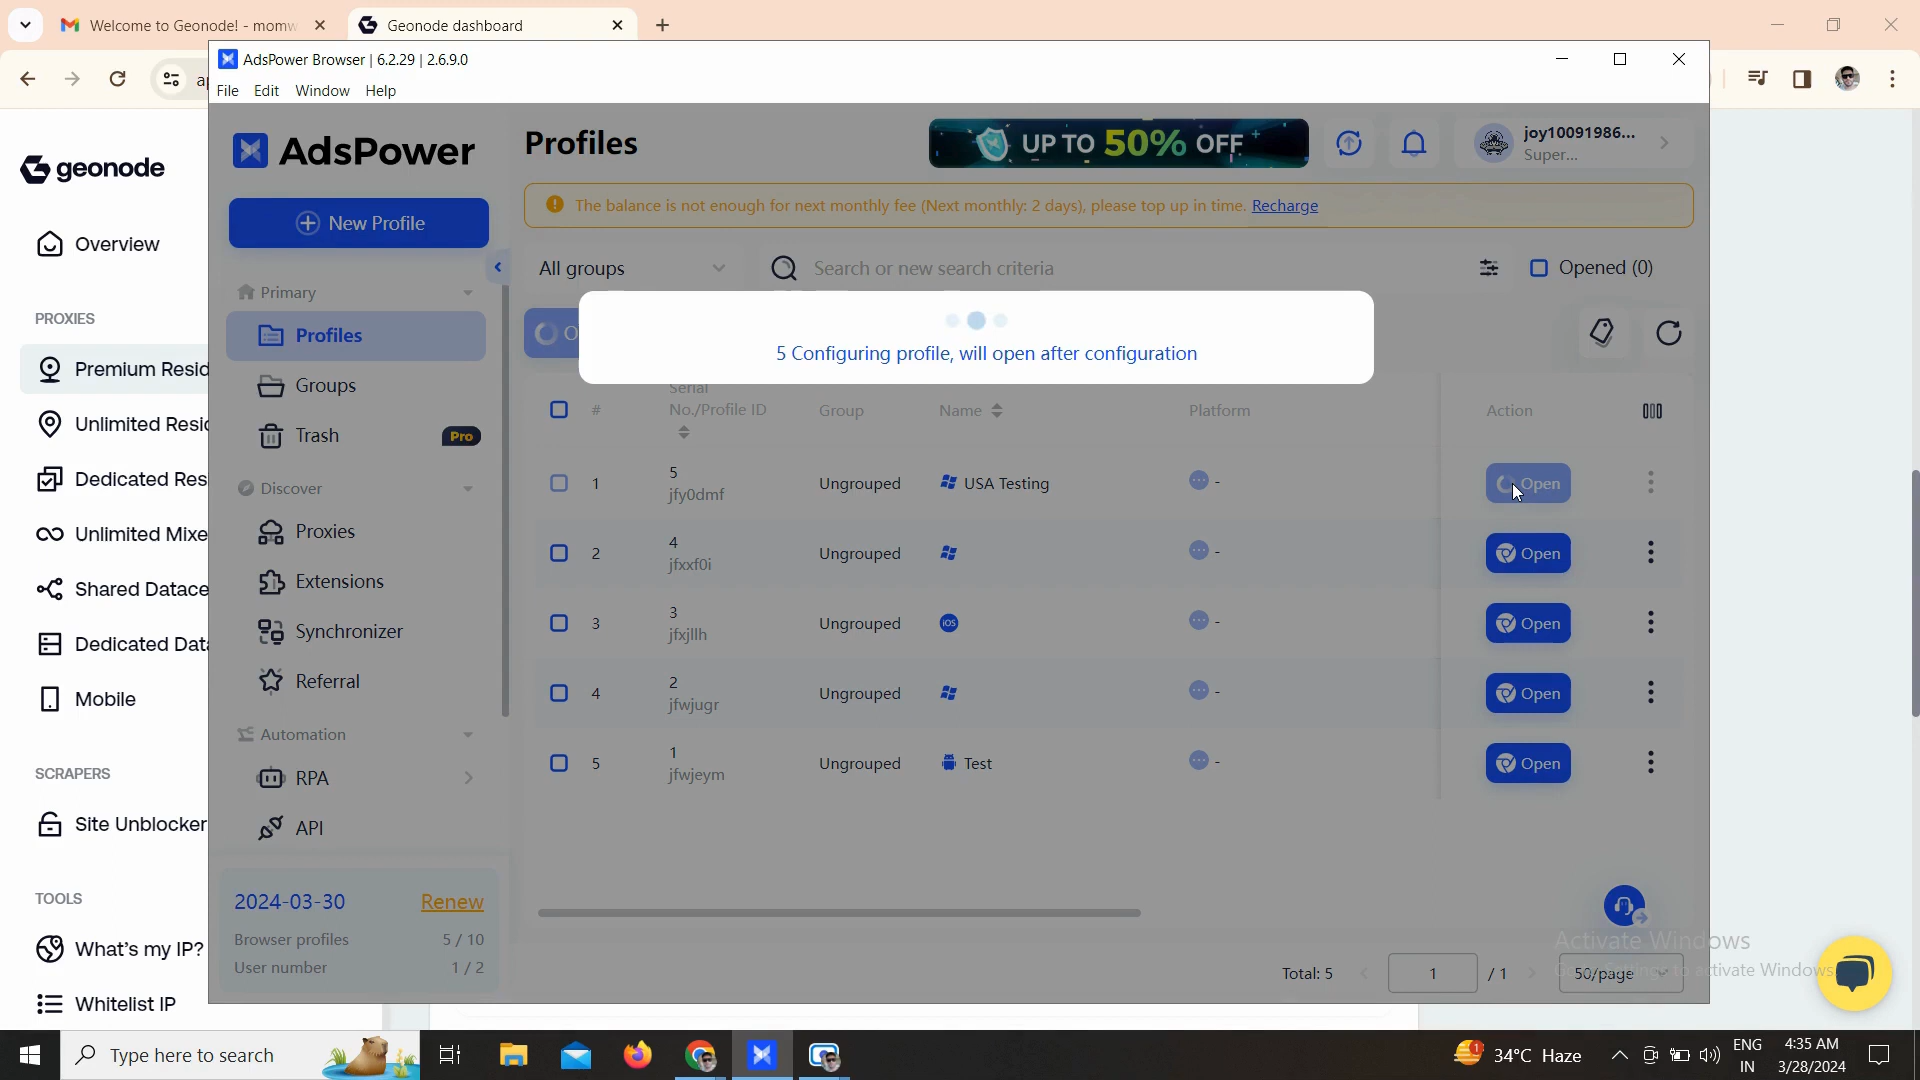 Welcome to Geonode! - momw
Geonode dashboard
AdsPower Browser | 6.2.29 | 2.6.9.0
File Edit Window Help
geonode
Overview
PROXIES
Premium Resid
Unlimited Resid
Dedicated Res
Unlimited Mixe
Shared Datace
Dedicated Data
Mobile
SCRAPERS
Site Unblocker
TOOLS
What's my IP?
Whitelist IP
AdsPower
New Profile
Primary
Profiles
Groups
Trash Pro
Discover
Proxies
Extensions
Synchronizer
Referral
Automation
RPA
API
2024-03-30 Renew
Browser profiles 5 / 10
User number 1 / 2
Profiles
UP TO 50% OFF
joy10091986...
Super...
The balance is not enough for next monthly fee (Next monthly: 2 days), please top up in time. Recharge
All groups
Search or new search criteria
Opened (0)
5 Configuring profile, will open after configuration
# Serial No./Profile ID Group Name Platform Action
1 5 jfy0dmf Ungrouped USA Testing - Open
2 4 jfxxf0i Ungrouped - Open
3 3 jfxjllh Ungrouped iOS - Open
4 2 jfwjugr Ungrouped - Open
5 1 jfwjeym Ungrouped Test - Open
Total: 5 1 / 1 50/page
Activate Windows
Type here to search
34°C Haze
ENG
IN
4:35 AM
3/28/2024